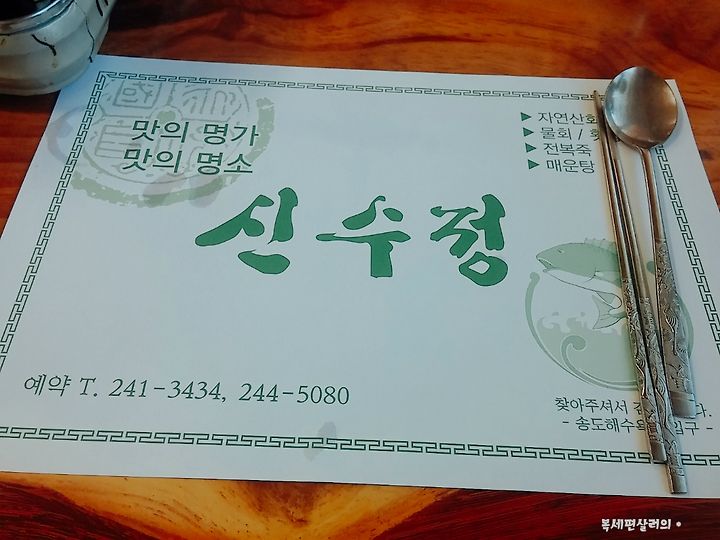 맛의 명가
맛의 명소
▶ 자연산회
▶ 물회 /
▶ 전복죽
▶ 매운탕
신수정
예약 T. 241-3434, 244-5080
찾아주셔서
- 송도해수
복세편살러의